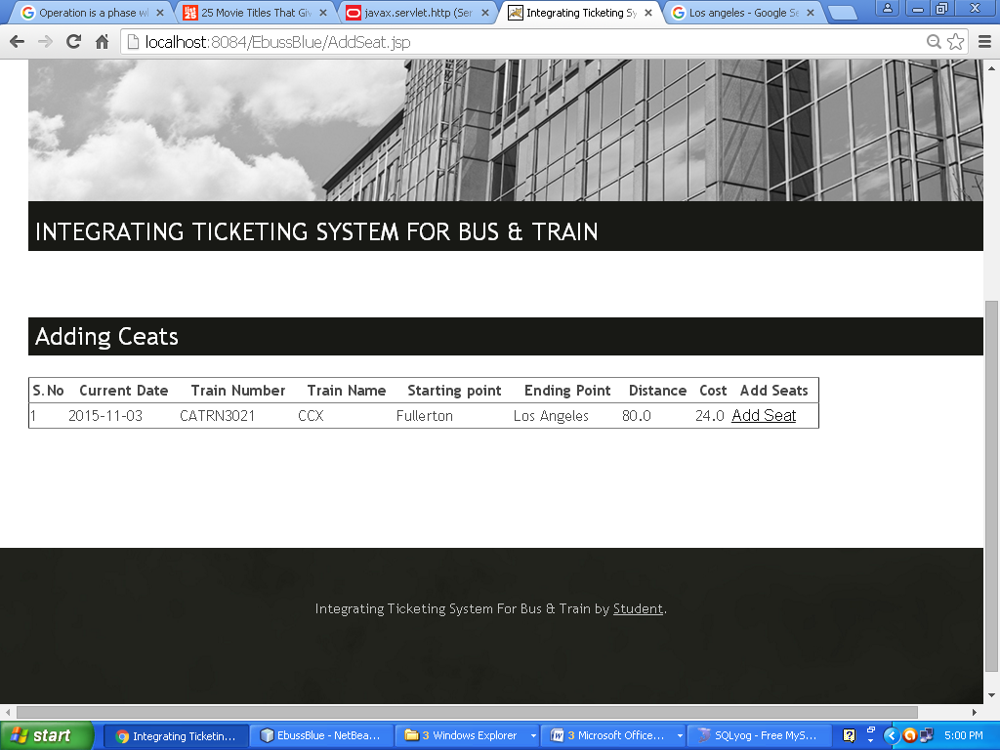 Operation is a phase wh
25 Movie Titles That Giv
javax.servlet.http (Ser
Integrating Ticketing Sy
Los angeles - Google Se
localhost:8084/EbussBlue/AddSeat.jsp
INTEGRATING TICKETING SYSTEM FOR BUS & TRAIN
Adding Ceats
S.No Current Date Train Number Train Name Starting point Ending Point Distance Cost Add Seats
1 2015-11-03 CATRN3021 CCX Fullerton Los Angeles 80.0 24.0 Add Seat
Integrating Ticketing System For Bus & Train by Student.
start Integrating Ticketin... EbussBlue - NetBea... 3 Windows Explorer 3 Microsoft Office... SQLyog - Free MyS... 5:00 PM